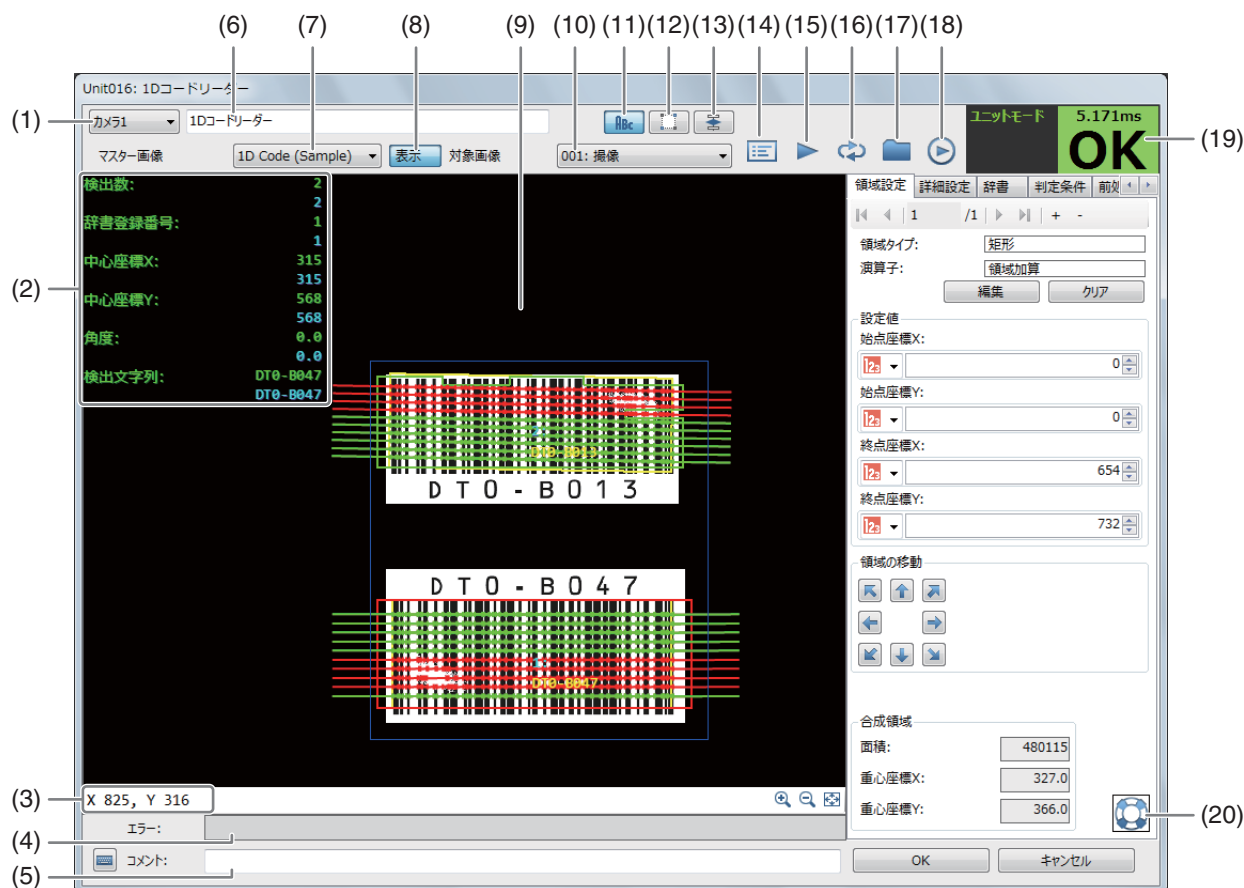 (6) (7) (8) (9) (10) (11)(12)(13)(14) (15) (16) (17)(18)
Unit016: 1Dコードリーダー
(1) カメラ1 1Dコードリーダー ABC ユニットモード 5.171ms
OK (19)
マスター画像 1D Code (Sample) 表示 対象画像 001: 撮像
検出数: 2
2
辞書登録番号: 1
1
中心座標X: 315
315
(2) 中心座標Y: 568
568
角度: 0.0
0.0
検出文字列: DT0-B047
DT0-B047
2
DT0-B013
DT0-B013
DT0-B047
1
DT0-B047
領域設定 詳細設定 辞書 判定条件 前処
1 /1 + -
領域タイプ: 矩形
演算子: 領域加算
編集 クリア
設定値
始点座標X:
123 0
始点座標Y:
123 0
終点座標X:
123 654
終点座標Y:
123 732
領域の移動
合成領域
面積: 480115
重心座標X: 327.0
重心座標Y: 366.0
(20)
(3) X 825, Y 316
エラー:
(4)
コメント:
(5)
OK キャンセル